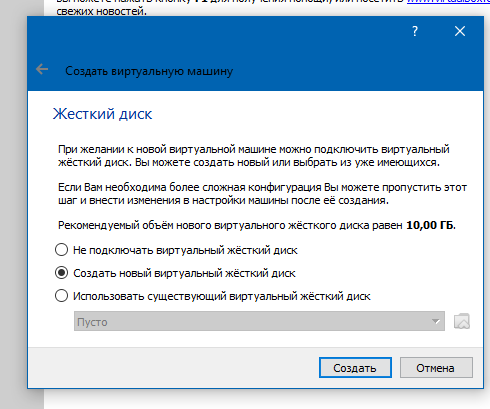 вы можете нажать кнопку F1 для получения помощи, или посетить www.virtualbox
свежих новостей.
?
Создать виртуальную машину
Жесткий диск
При желании к новой виртуальной машине можно подключить виртуальный
жёсткий диск. Вы можете создать новый или выбрать из уже имеющихся.
Если Вам необходима более сложная конфигурация Вы можете пропустить этот
шаг и внести изменения в настройки машины после её создания.
Рекомендуемый объём нового виртуального жёсткого диска равен 10,00 ГБ.
Не подключать виртуальный жёсткий диск
Создать новый виртуальный жёсткий диск
Использовать существующий виртуальный жёсткий диск
Пусто
Создать
Отмена